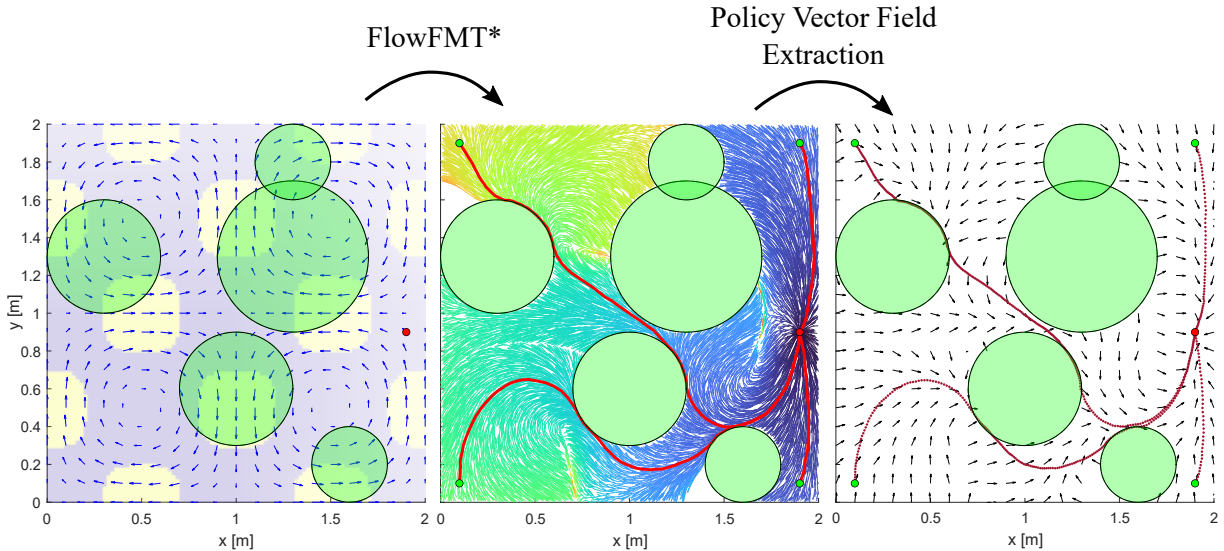 FlowFMT*
Policy Vector Field
Extraction
2
1.8
1.6
1.4
1.2
1
0.8
0.6
0.4
0.2
0
y [m]
0 0.5 1 1.5 2
0 0.5 1 1.5 2
0 0.5 1 1.5 2
x [m]
x [m]
x [m]